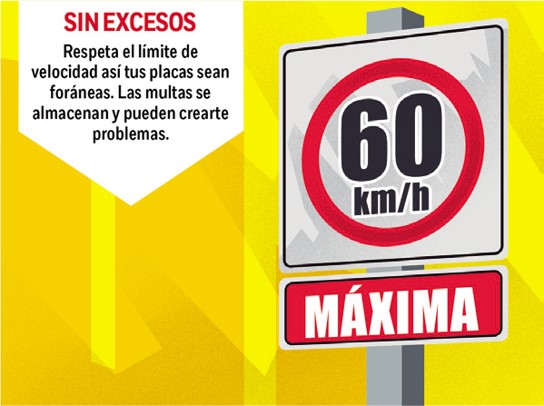 SIN EXCESOS
Respeta el límite de
velocidad así tus placas sean
foráneas. Las multas se
almacenan y pueden crearte
problemas.
60
km/h
MÁXIMA